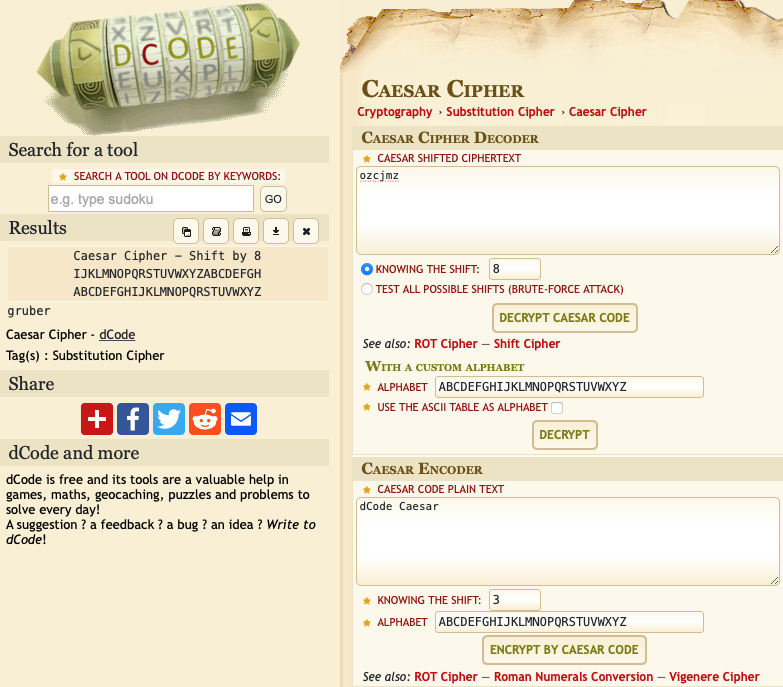 X Z V R T
D C O D E
E U X P L
Search for a tool
★ SEARCH A TOOL ON DCODE BY KEYWORDS:
e.g. type sudoku
GO
Results
Caesar Cipher – Shift by 8
IJKLMNOPQRSTUVWXYZABCDEFGH
ABCDEFGHIJKLMNOPQRSTUVWXYZ
gruber
Caesar Cipher - dCode
Tag(s) : Substitution Cipher
Share
dCode and more
dCode is free and its tools are a valuable help in
games, maths, geocaching, puzzles and problems to
solve every day!
A suggestion ? a feedback ? a bug ? an idea ? Write to
dCode!
Caesar Cipher
Cryptography › Substitution Cipher › Caesar Cipher
Caesar Cipher Decoder
★ CAESAR SHIFTED CIPHERTEXT
ozcjmz
KNOWING THE SHIFT: 8
TEST ALL POSSIBLE SHIFTS (BRUTE-FORCE ATTACK)
DECRYPT CAESAR CODE
See also: ROT Cipher — Shift Cipher
With a custom alphabet
★ ALPHABET ABCDEFGHIJKLMNOPQRSTUVWXYZ
★ USE THE ASCII TABLE AS ALPHABET
DECRYPT
Caesar Encoder
★ CAESAR CODE PLAIN TEXT
dCode Caesar
★ KNOWING THE SHIFT: 3
★ ALPHABET ABCDEFGHIJKLMNOPQRSTUVWXYZ
ENCRYPT BY CAESAR CODE
See also: ROT Cipher — Roman Numerals Conversion — Vigenere Cipher